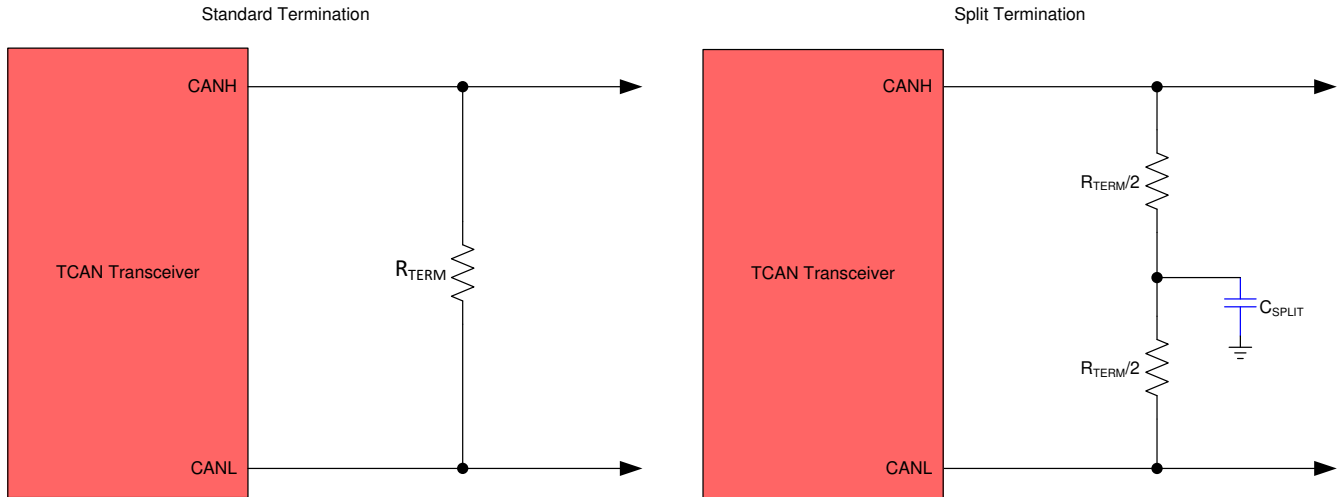 Standard Termination
CANH
TCAN Transceiver
RTERM
CANL
Split Termination
CANH
RTERM/2
TCAN Transceiver
CSPLIT
RTERM/2
CANL